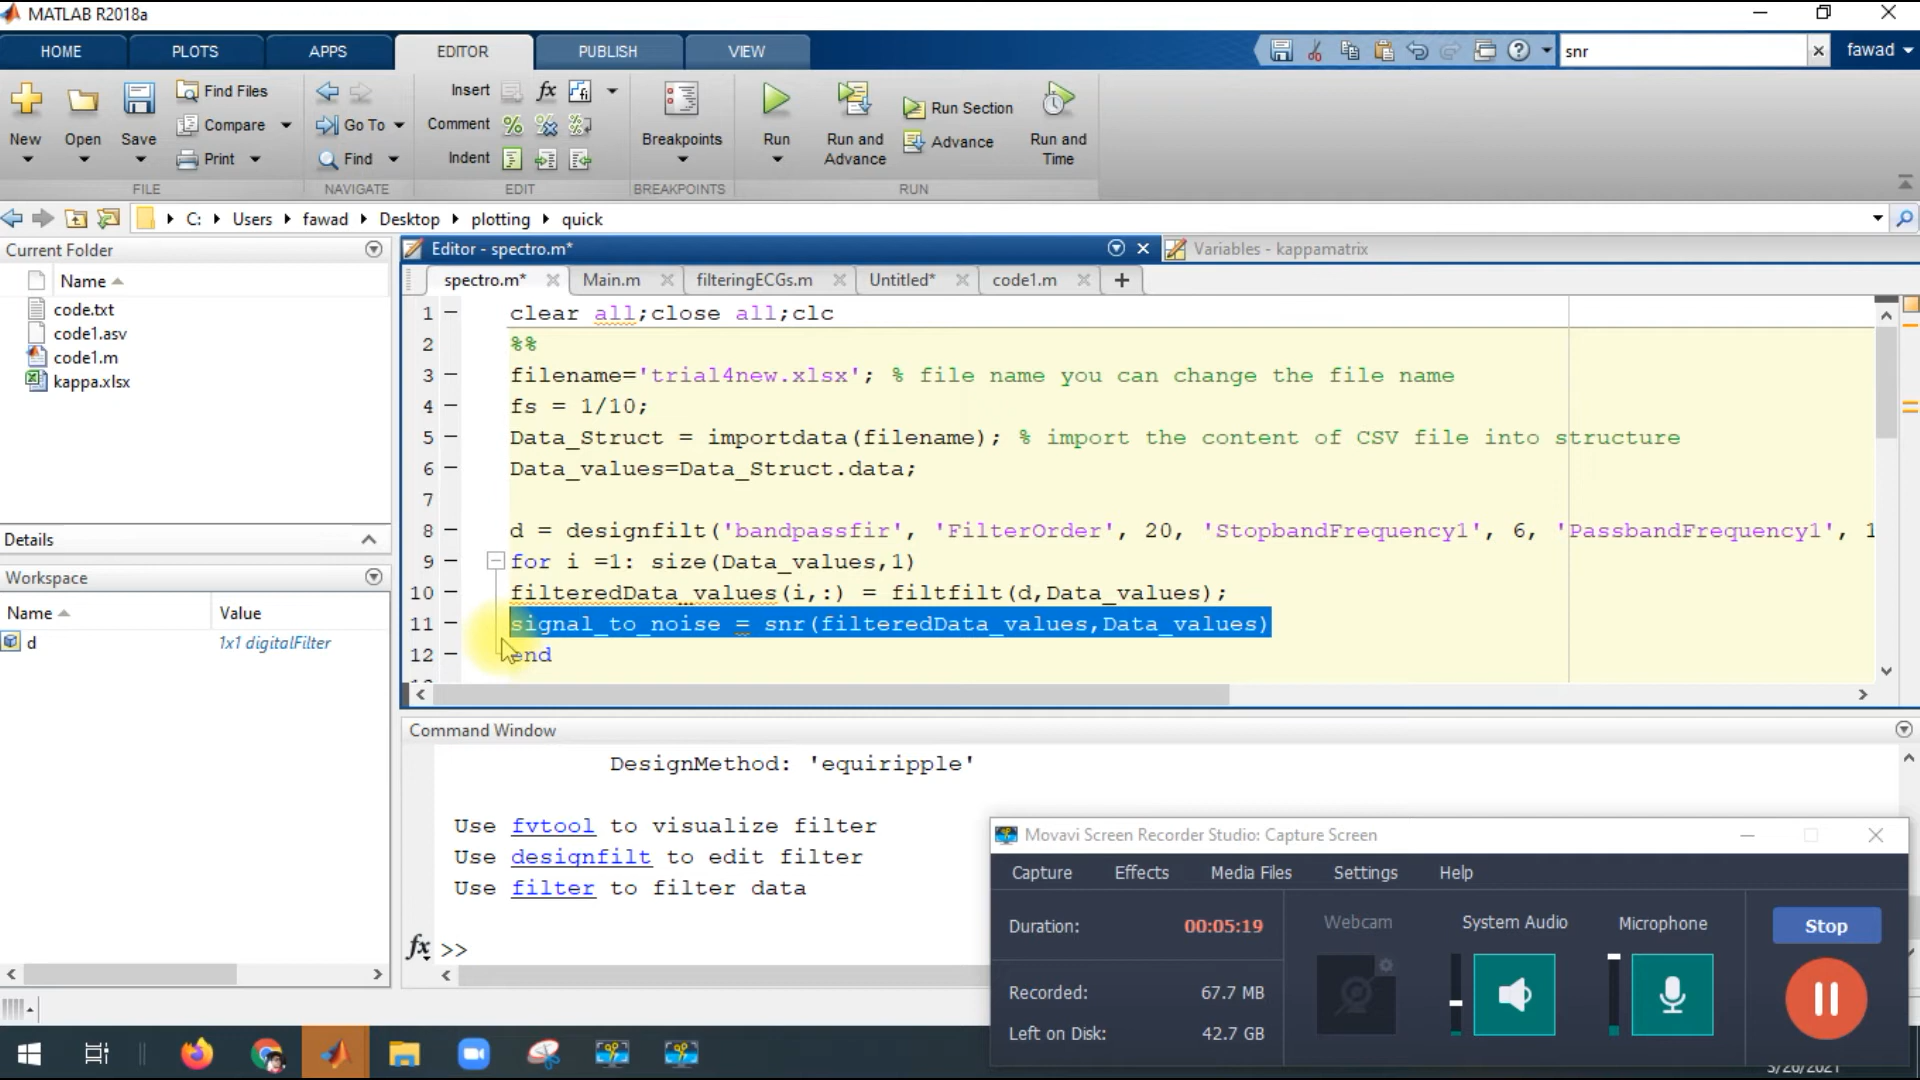 MATLAB R2018a
HOME PLOTS APPS EDITOR PUBLISH VIEW snr fawad
New Open Save Find Files Compare Print
FILE
Go To Find
NAVIGATE
Insert fx
Comment
Indent
EDIT
Breakpoints
BREAKPOINTS
Run Run and Advance Run Section Advance Run and Time
RUN
C: Users fawad Desktop plotting quick
Current Folder
Name
code.txt
code1.asv
code1.m
kappa.xlsx
Details
Workspace
Name Value
d 1x1 digitalFilter
Editor - spectro.m* Variables - kappamatrix
spectro.m* Main.m filteringECGs.m Untitled* code1.m +
1 clear all;close all;clc
2 %%
3 filename='trial4new.xlsx'; % file name you can change the file name
4 fs = 1/10;
5 Data_Struct = importdata(filename); % import the content of CSV file into structure
6 Data_values=Data_Struct.data;
7
8 d = designfilt('bandpassfir', 'FilterOrder', 20, 'StopbandFrequency1', 6, 'PassbandFrequency1', 1
9 for i =1: size(Data_values,1)
10 filteredData_values(i,:) = filtfilt(d,Data_values);
11 signal_to_noise = snr(filteredData_values,Data_values)
12 end
Command Window
DesignMethod: 'equiripple'
Use fvtool to visualize filter
Use designfilt to edit filter
Use filter to filter data
fx >>
Movavi Screen Recorder Studio: Capture Screen
Capture Effects Media Files Settings Help
Duration: 00:05:19
Recorded: 67.7 MB
Left on Disk: 42.7 GB
Webcam System Audio Microphone
Stop